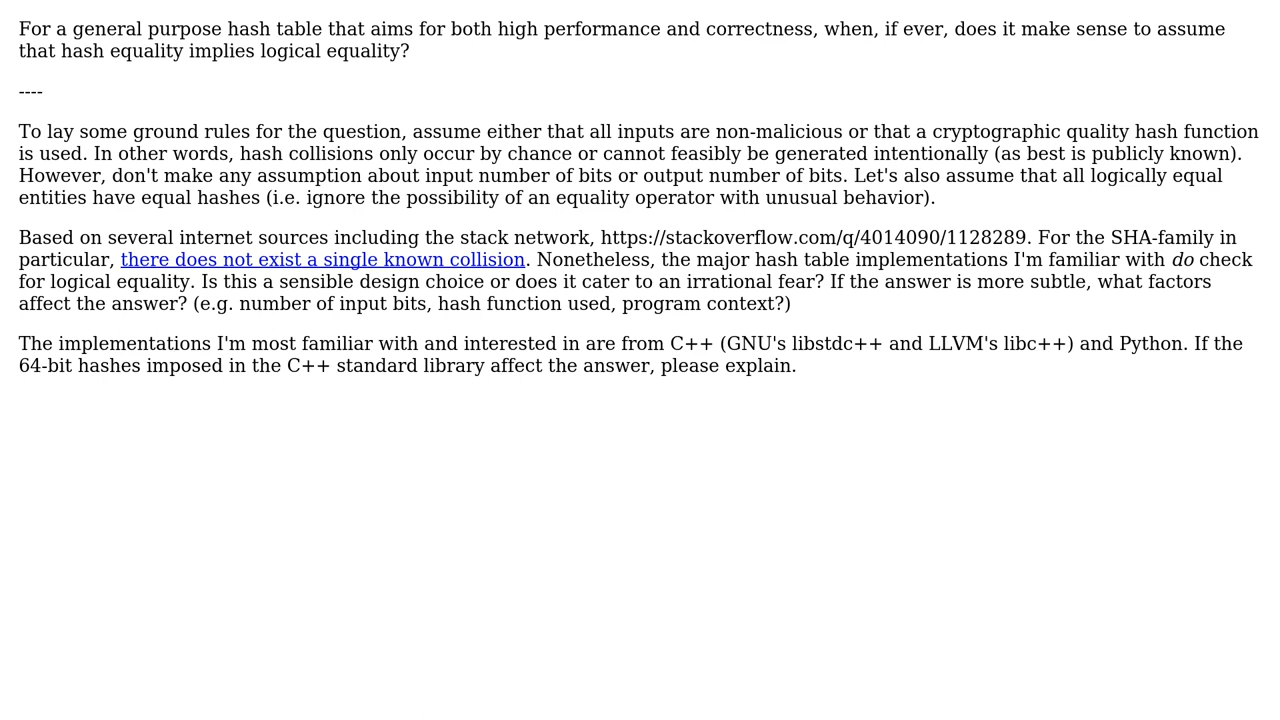 For a general purpose hash table that aims for both high performance and correctness, when, if ever, does it make sense to assume
that hash equality implies logical equality?
----
To lay some ground rules for the question, assume either that all inputs are non-malicious or that a cryptographic quality hash function
is used. In other words, hash collisions only occur by chance or cannot feasibly be generated intentionally (as best is publicly known).
However, don't make any assumption about input number of bits or output number of bits. Let's also assume that all logically equal
entities have equal hashes (i.e. ignore the possibility of an equality operator with unusual behavior).
Based on several internet sources including the stack network, https://stackoverflow.com/q/4014090/1128289. For the SHA-family in
particular, there does not exist a single known collision. Nonetheless, the major hash table implementations I'm familiar with do check
for logical equality. Is this a sensible design choice or does it cater to an irrational fear? If the answer is more subtle, what factors
affect the answer? (e.g. number of input bits, hash function used, program context?)
The implementations I'm most familiar with and interested in are from C++ (GNU's libstdc++ and LLVM's libc++) and Python. If the
64-bit hashes imposed in the C++ standard library affect the answer, please explain.